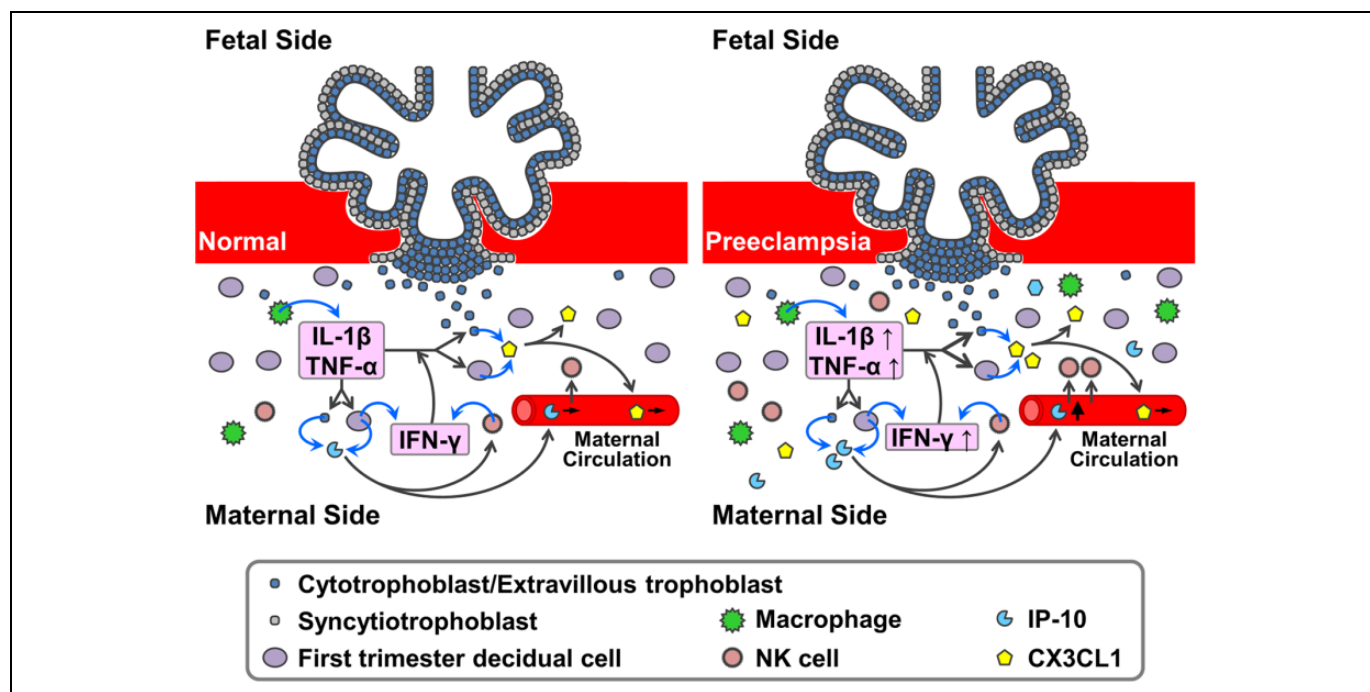 Fetal Side
Normal
IL-1β
TNF-α
IFN-γ
Maternal
Circulation
Maternal Side
Fetal Side
Preeclampsia
IL-1β ↑
TNF-α ↑
IFN-γ ↑
Maternal
Circulation
Maternal Side
Cytotrophoblast/Extravillous trophoblast
Syncytiotrophoblast
Macrophage
IP-10
First trimester decidual cell
NK cell
CX3CL1